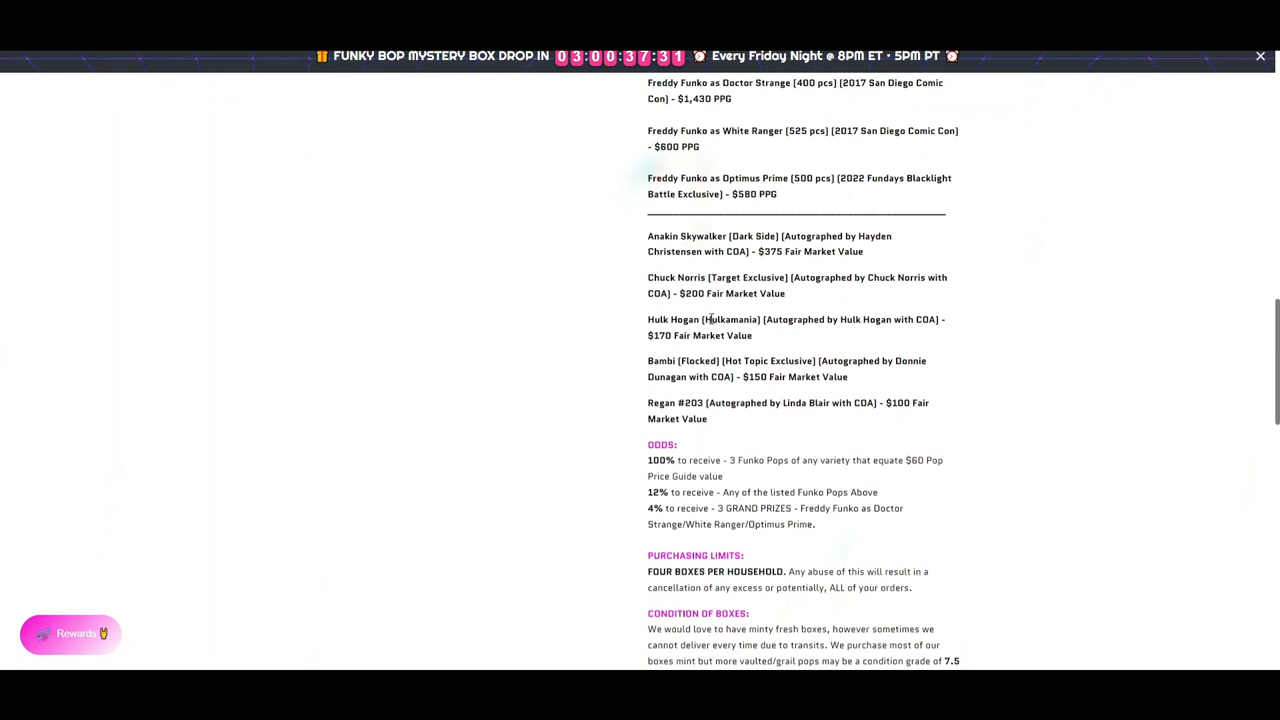 🎁 FUNKY BOP MYSTERY BOX DROP IN 03:00:37:31 ⏰ Every Friday Night @ 8PM ET • 5PM PT ⏰
Freddy Funko as Doctor Strange (400 pcs) [2017 San Diego Comic
Con] - $1,430 PPG
Freddy Funko as White Ranger (525 pcs) [2017 San Diego Comic Con]
- $600 PPG
Freddy Funko as Optimus Prime (500 pcs) [2022 Fundays Blacklight
Battle Exclusive] - $580 PPG
Anakin Skywalker (Dark Side) [Autographed by Hayden
Christensen with COA] - $375 Fair Market Value
Chuck Norris [Target Exclusive] [Autographed by Chuck Norris with
COA] - $200 Fair Market Value
Hulk Hogan [Hulkamania] [Autographed by Hulk Hogan with COA] -
$170 Fair Market Value
Bambi (Flocked) [Hot Topic Exclusive] [Autographed by Donnie
Dunagan with COA] - $150 Fair Market Value
Regan #203 [Autographed by Linda Blair with COA] - $100 Fair
Market Value
ODDS:
100% to receive - 3 Funko Pops of any variety that equate $60 Pop
Price Guide value
12% to receive - Any of the listed Funko Pops Above
4% to receive - 3 GRAND PRIZES - Freddy Funko as Doctor
Strange/White Ranger/Optimus Prime.
PURCHASING LIMITS:
FOUR BOXES PER HOUSEHOLD. Any abuse of this will result in a
cancellation of any excess or potentially, ALL of your orders.
CONDITION OF BOXES:
We would love to have minty fresh boxes, however sometimes we
cannot deliver every time due to transits. We purchase most of our
boxes mint but more vaulted/grail pops may be a condition grade of 7.5
Rewards 🤘